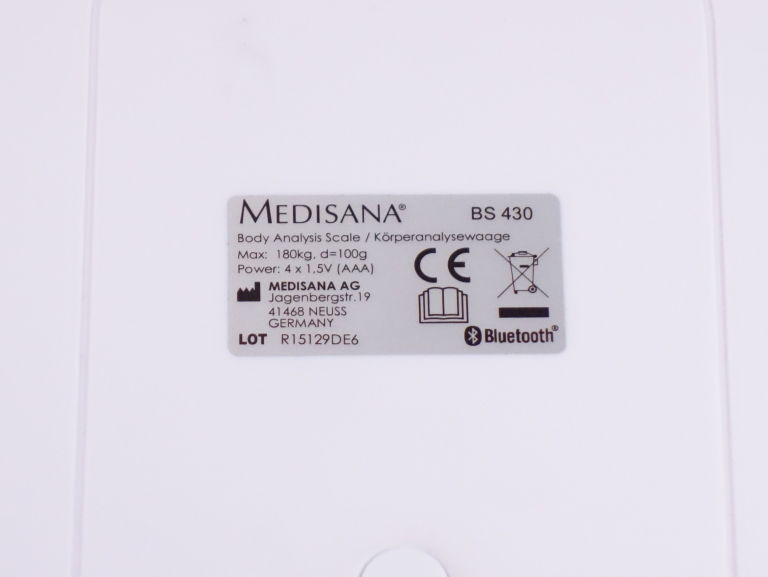 MEDISANA® BS 430
Body Analysis Scale / Körperanalysewaage
Max: 180kg, d=100g
Power: 4 x 1,5V (AAA)
CE
MEDISANA AG
Jagenbergstr.19
41468 NEUSS
GERMANY
LOT R15129DE6
Bluetooth®